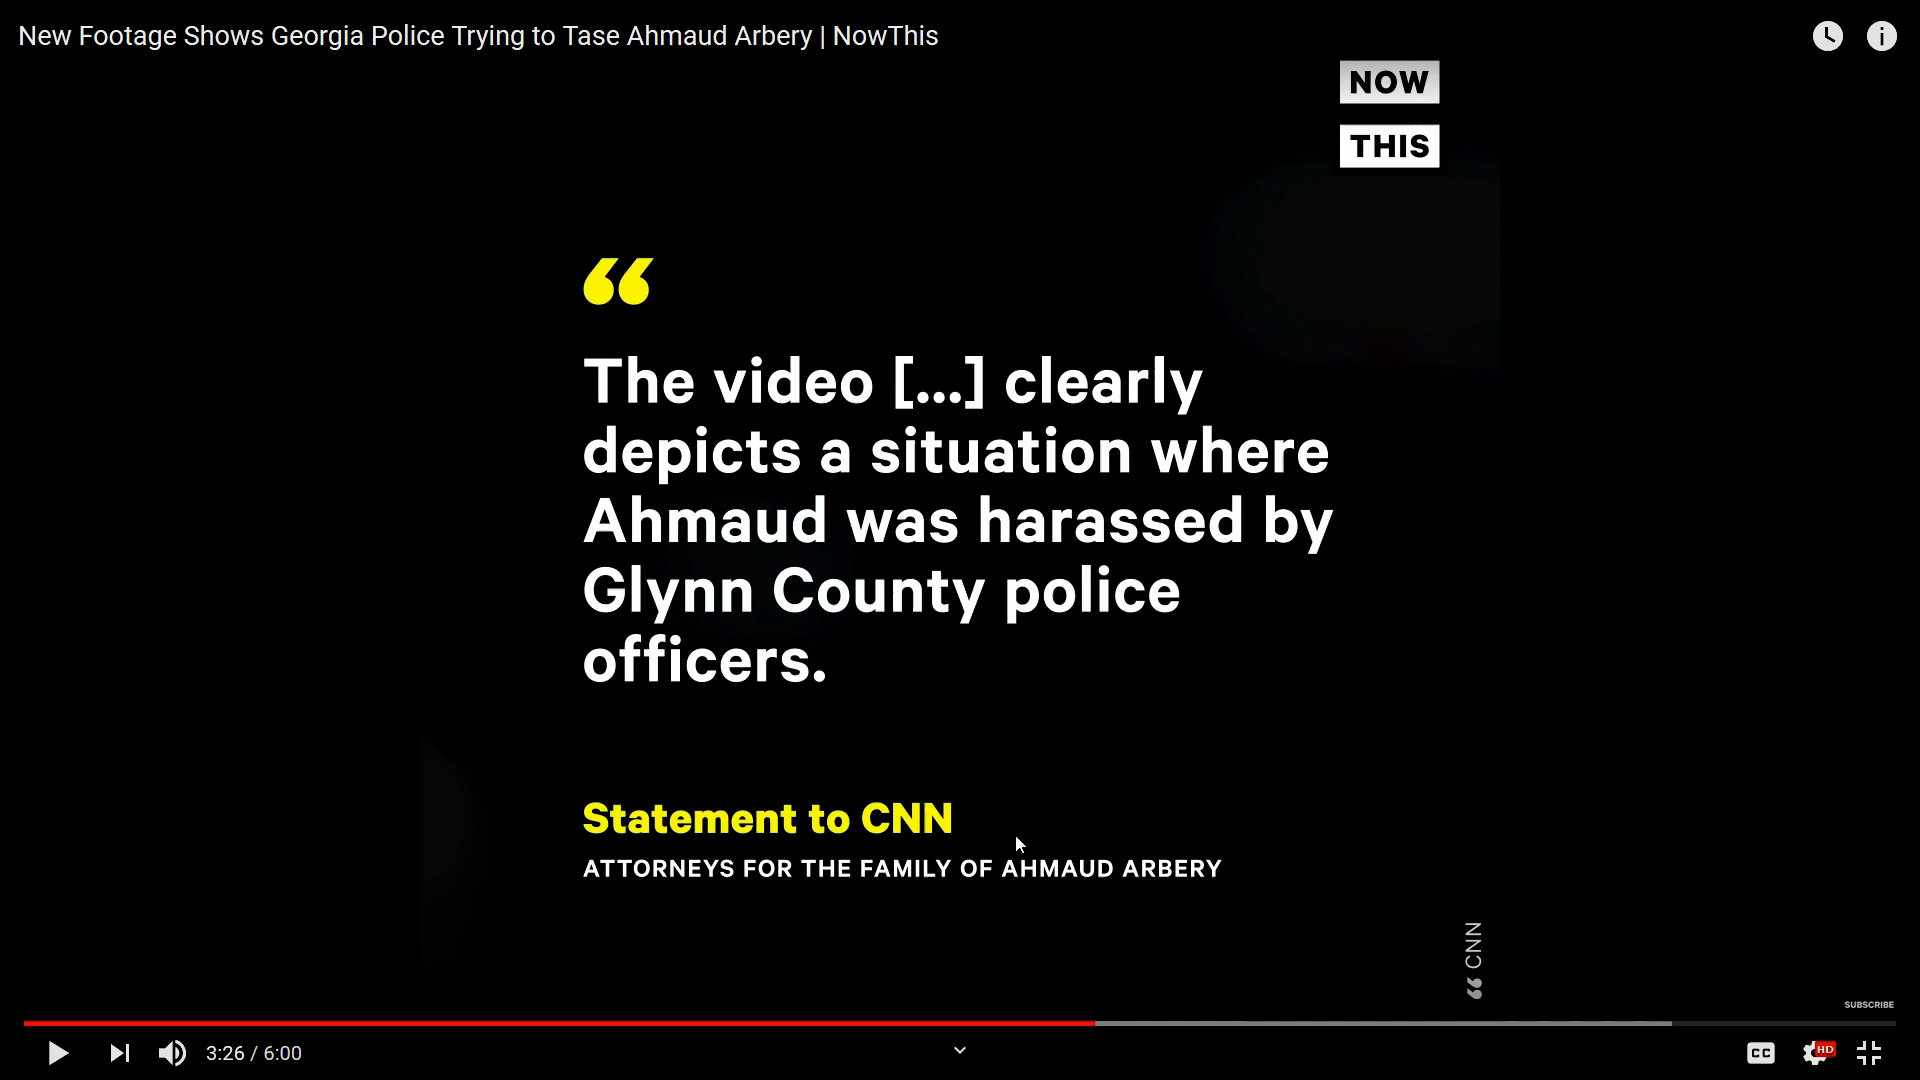 New Footage Shows Georgia Police Trying to Tase Ahmaud Arbery | NowThis
NOW
THIS
“
The video [...] clearly
depicts a situation where
Ahmaud was harassed by
Glynn County police
officers.
Statement to CNN
ATTORNEYS FOR THE FAMILY OF AHMAUD ARBERY
“ CNN
SUBSCRIBE
3:26 / 6:00
CC
HD